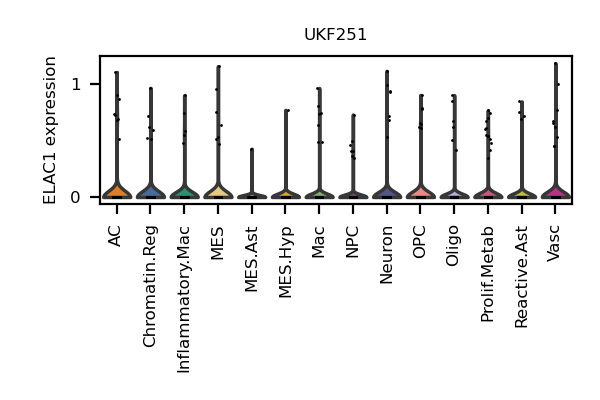 UKF251
ELAC1 expression
1
0
AC
Chromatin.Reg
Inflammatory.Mac
MES
MES.Ast
MES.Hyp
Mac
NPC
Neuron
OPC
Oligo
Prolif.Metab
Reactive.Ast
Vasc